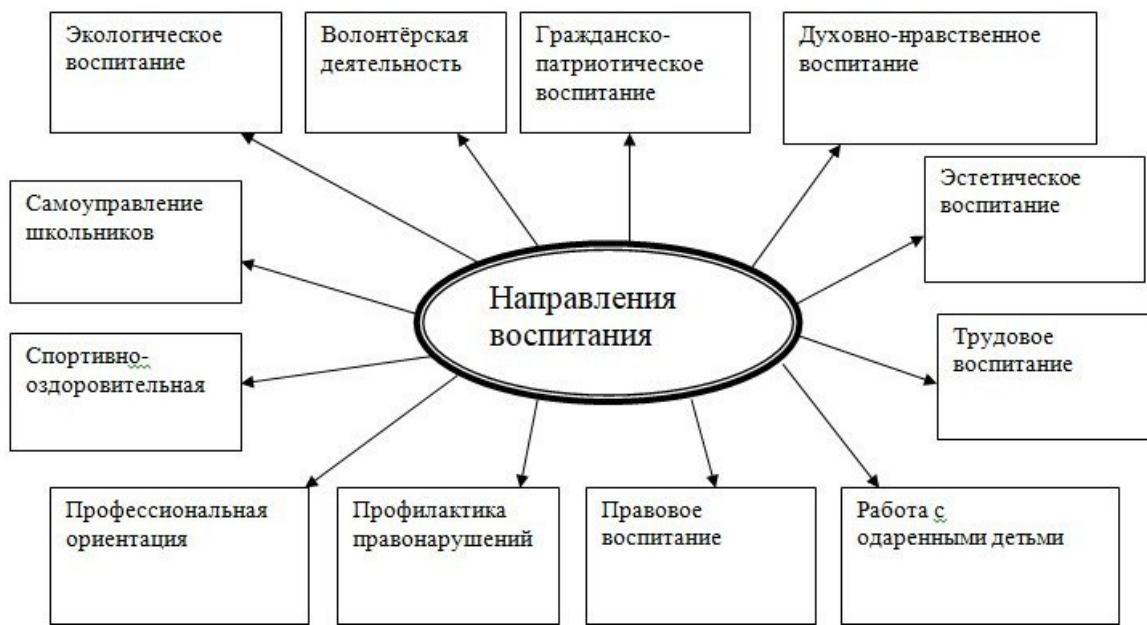 Экологическое
воспитание
Волонтёрская
деятельность
Гражданско-
патриотическое
воспитание
Духовно-нравственное
воспитание
Самоуправление
школьников
Эстетическое
воспитание
Направления
воспитания
Спортивно-
оздоровительная
Трудовое
воспитание
Профессиональная
ориентация
Профилактика
правонарушений
Правовое
воспитание
Работа с
одаренными детьми